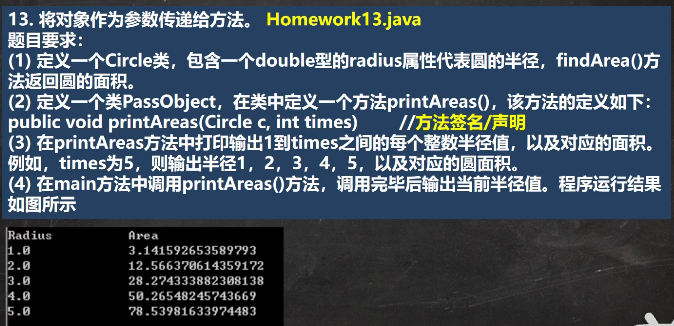 13. 将对象作为参数传递给方法。 Homework13.java
题目要求：
(1) 定义一个Circle类，包含一个double型的radius属性代表圆的半径，findArea()方
法返回圆的面积。
(2) 定义一个类PassObject，在类中定义一个方法printAreas()，该方法的定义如下：
public void printAreas(Circle c, int times) //方法签名/声明
(3) 在printAreas方法中打印输出1到times之间的每个整数半径值，以及对应的面积。
例如，times为5，则输出半径1，2，3，4，5，以及对应的圆面积。
(4) 在main方法中调用printAreas()方法，调用完毕后输出当前半径值。程序运行结果
如图所示
Radius Area
1.0 3.141592653589793
2.0 12.566370614359172
3.0 28.274333882308138
4.0 50.26548245743669
5.0 78.53981633974483